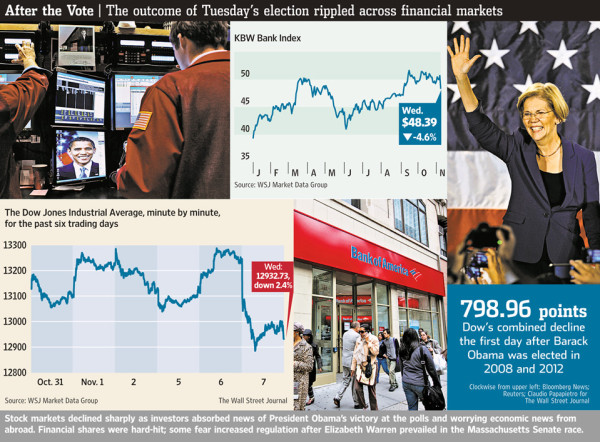 After the Vote | The outcome of Tuesday's election rippled across financial markets
KBW Bank Index
50
45
40
35
Wed.
$48.39
▼-4.6%
J F M A M J J A S O N
Source: WSJ Market Data Group
The Dow Jones Industrial Average, minute by minute,
for the past six trading days
13300
13200
13100
13000
12900
12800
Wed:
12932.73,
down 2.4%
Oct. 31 Nov. 1 2 5 6 7
Source: WSJ Market Data Group
The Wall Street Journal
Bank of America
798.96 points
Dow's combined decline
the first day after Barack
Obama was elected in
2008 and 2012
Clockwise from upper left: Bloomberg News;
Reuters; Claudio Papapietro for
The Wall Street Journal
Stock markets declined sharply as investors absorbed news of President Obama's victory at the polls and worrying economic news from
abroad. Financial shares were hard-hit; some fear increased regulation after Elizabeth Warren prevailed in the Massachusetts Senate race.